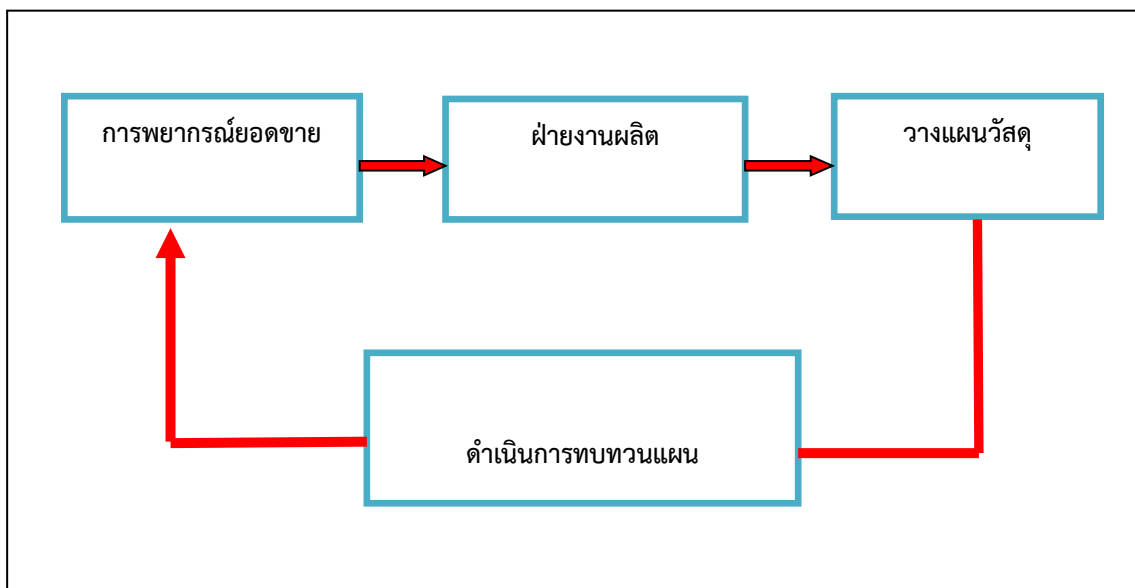 การพยากรณ์ยอดขาย
ฝ่ายงานผลิต
วางแผนวัสดุ
ดำเนินการทบทวนแผน